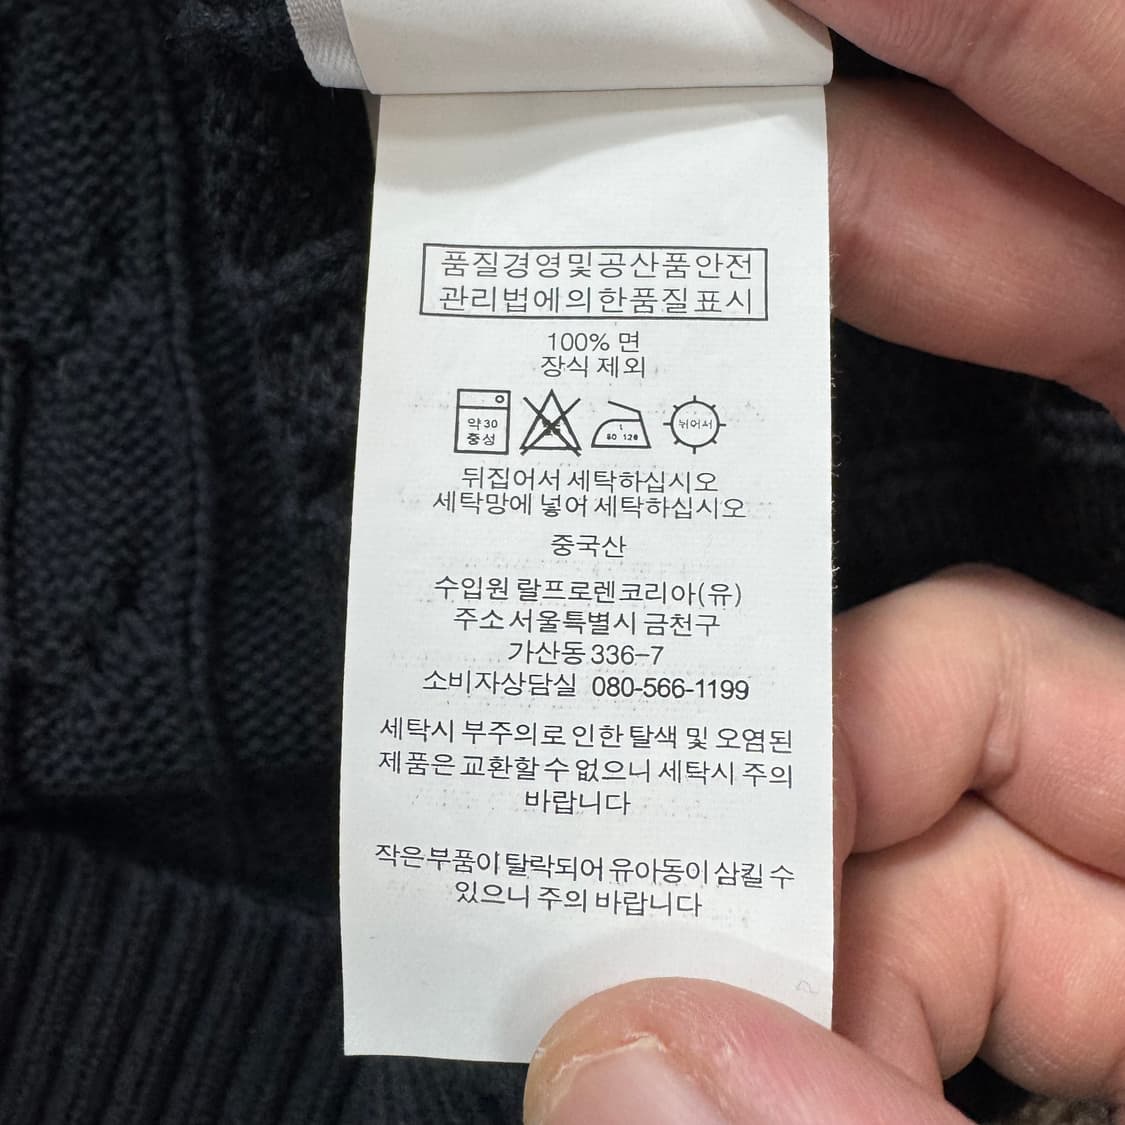 품질경영및공산품안전
관리법에의한품질표시
100% 면
장식 제외
약30
중성
80 120
뉘어서
뒤집어서 세탁하십시오
세탁망에 넣어 세탁하십시오
중국산
수입원 랄프로렌코리아(유)
주소 서울특별시 금천구
가산동 336-7
소비자상담실 080-566-1199
세탁시 부주의로 인한 탈색 및 오염된
제품은 교환할 수 없으니 세탁시 주의
바랍니다
작은부품이 탈락되어 유아동이 삼킬 수
있으니 주의 바랍니다